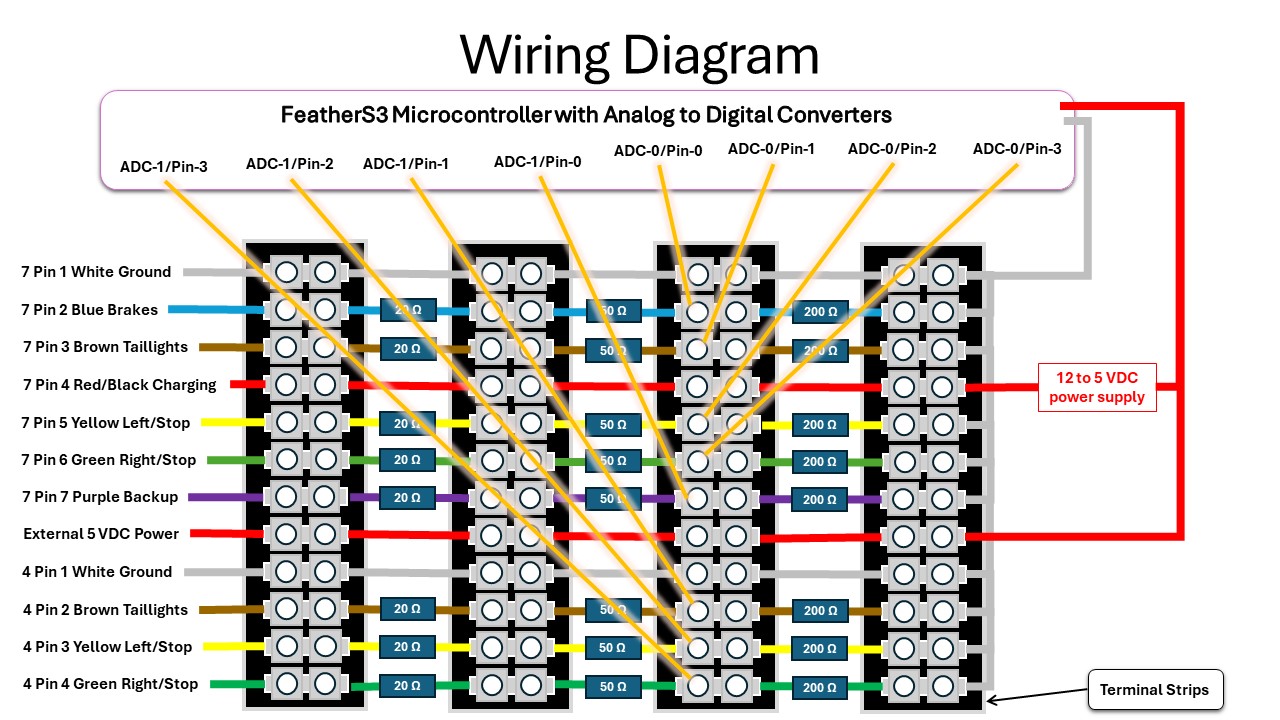 Wiring Diagram
FeatherS3 Microcontroller with Analog to Digital Converters
ADC-1/Pin-3
ADC-1/Pin-2
ADC-1/Pin-1
ADC-1/Pin-0
ADC-0/Pin-0
ADC-0/Pin-1
ADC-0/Pin-2
ADC-0/Pin-3
7 Pin 1 White Ground
7 Pin 2 Blue Brakes
20 Ω
50 Ω
200 Ω
7 Pin 3 Brown Taillights
20 Ω
50 Ω
200 Ω
7 Pin 4 Red/Black Charging
12 to 5 VDC
power supply
7 Pin 5 Yellow Left/Stop
20 Ω
50 Ω
200 Ω
7 Pin 6 Green Right/Stop
20 Ω
50 Ω
200 Ω
7 Pin 7 Purple Backup
20 Ω
50 Ω
200 Ω
External 5 VDC Power
4 Pin 1 White Ground
4 Pin 2 Brown Taillights
20 Ω
50 Ω
200 Ω
4 Pin 3 Yellow Left/Stop
20 Ω
50 Ω
200 Ω
4 Pin 4 Green Right/Stop
20 Ω
50 Ω
200 Ω
Terminal Strips